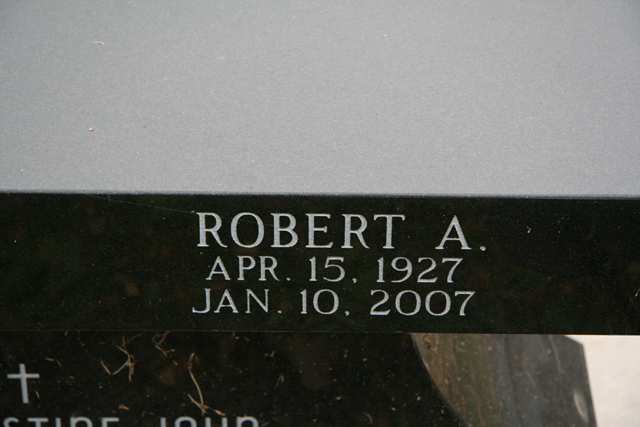 ROBERT A.
APR. 15, 1927
JAN. 10, 2007